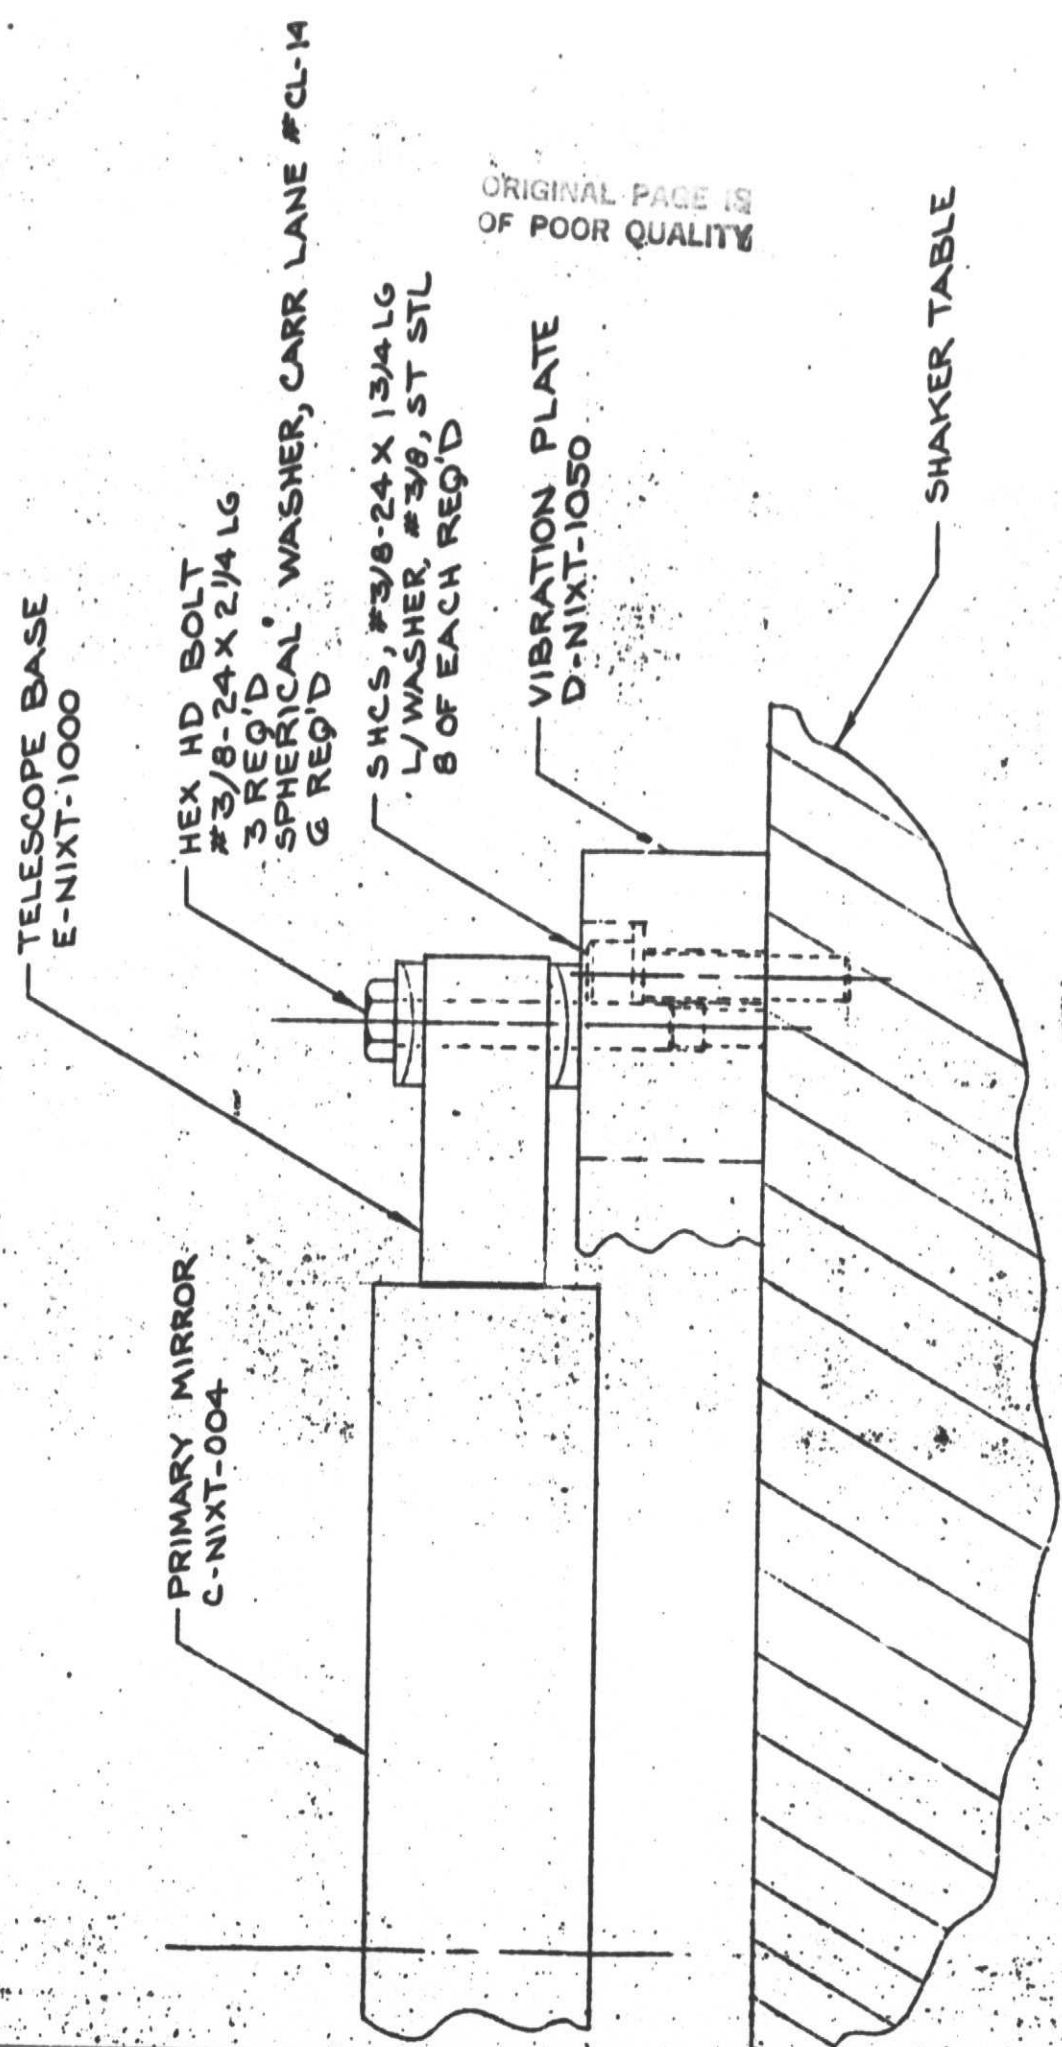 TELESCOPE BASE
E-NIXT-1000
HEX HD BOLT
#3/8-24 X 2 1/4 LG
3 REQ'D
SPHERICAL WASHER, CARR LANE #CL-14
6 REQ'D
SHCS, #3/8-24 X 1 3/4 LG
L/WASHER, #3/8, ST STL
8 OF EACH REQ'D
VIBRATION PLATE
D-NIXT-1050
SHAKER TABLE
PRIMARY MIRROR
C-NIXT-004
ORIGINAL PAGE IS
OF POOR QUALITY